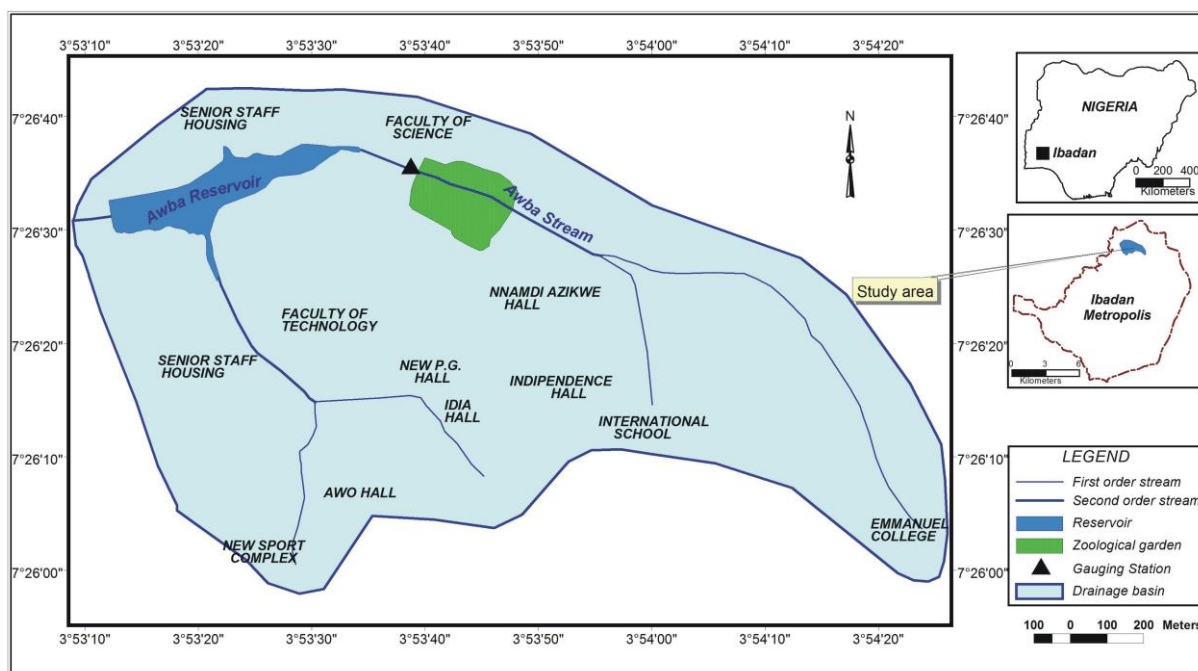 3°53'10"
3°53'20"
3°53'30"
3°53'40"
3°53'50"
3°54'00"
3°54'10"
3°54'20"
7°26'40"
7°26'30"
7°26'20"
7°26'10"
7°26'00"
SENIOR STAFF
HOUSING
FACULTY OF
SCIENCE
Awba Reservoir
Awba Stream
N
NNAMDI AZIKWE
HALL
FACULTY OF
TECHNOLOGY
SENIOR STAFF
HOUSING
NEW P.G.
HALL
IDIA
HALL
INDIPENDENCE
HALL
INTERNATIONAL
SCHOOL
AWO HALL
NEW SPORT
COMPLEX
EMMANUEL
COLLEGE
Study area
7°26'40"
7°26'30"
7°26'20"
7°26'10"
7°26'00"
3°53'10"
3°53'20"
3°53'30"
3°53'40"
3°53'50"
3°54'00"
3°54'10"
3°54'20"
NIGERIA
Ibadan
0 200 400
Kilometers
Ibadan
Metropolis
0 3 6
Kilometers
LEGEND
First order stream
Second order stream
Reservoir
Zoological garden
Gauging Station
Drainage basin
100 0 100 200 Meters